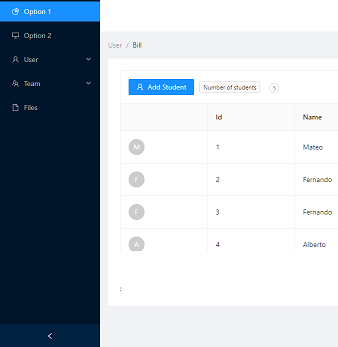 Option 1
Option 2
User
Team
Files
User / Bill
Add Student
Number of students
5
Id
Name
M
1
Mateo
F
2
Fernando
F
3
Fernando
A
4
Alberto